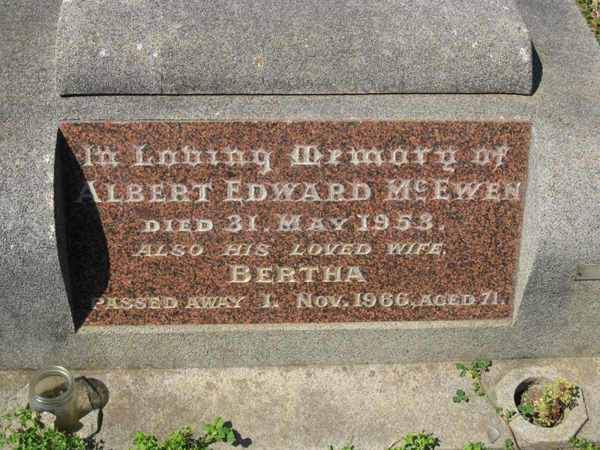 In Loving Memory of
ALBERT EDWARD McEWEN
DIED 31. MAY 1953.
ALSO HIS LOVED WIFE,
BERTHA
PASSED AWAY 1. NOV. 1966, AGED 71.